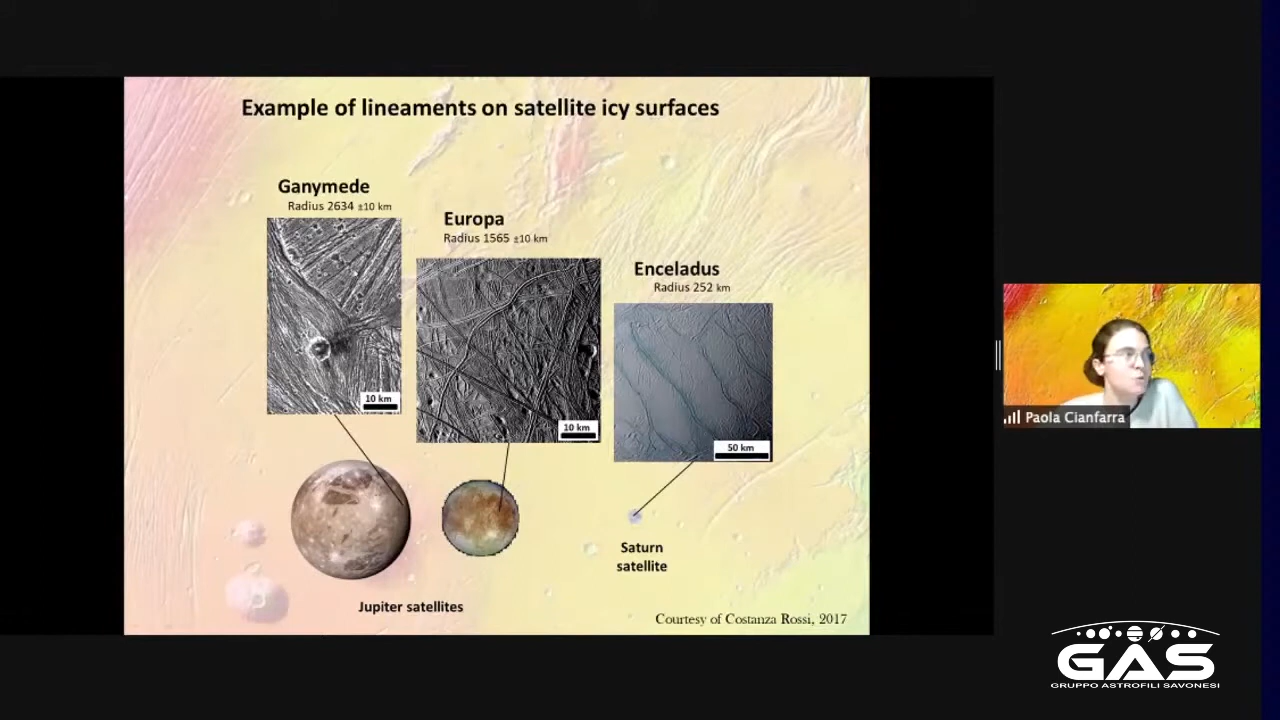 Example of lineaments on satellite icy surfaces
Ganymede
Radius 2634 ±10 km
Europa
Radius 1565 ±10 km
Enceladus
Radius 252 km
10 km
10 km
50 km
Saturn
satellite
Jupiter satellites
Courtesy of Costanza Rossi, 2017
Paola Cianfarra
GAS
GRUPPO ASTROFILI SAVONESI